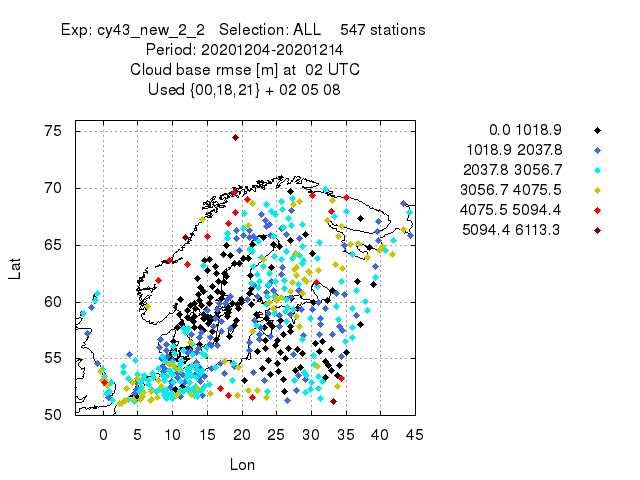 Exp: cy43_new_2_2 Selection: ALL 547 stations
Period: 20201204-20201214
Cloud base rmse [m] at 02 UTC
Used {00,18,21} + 02 05 08
0.0 1018.9
1018.9 2037.8
2037.8 3056.7
3056.7 4075.5
4075.5 5094.4
5094.4 6113.3
75
70
65
60
55
50
Lat
0 5 10 15 20 25 30 35 40 45
Lon